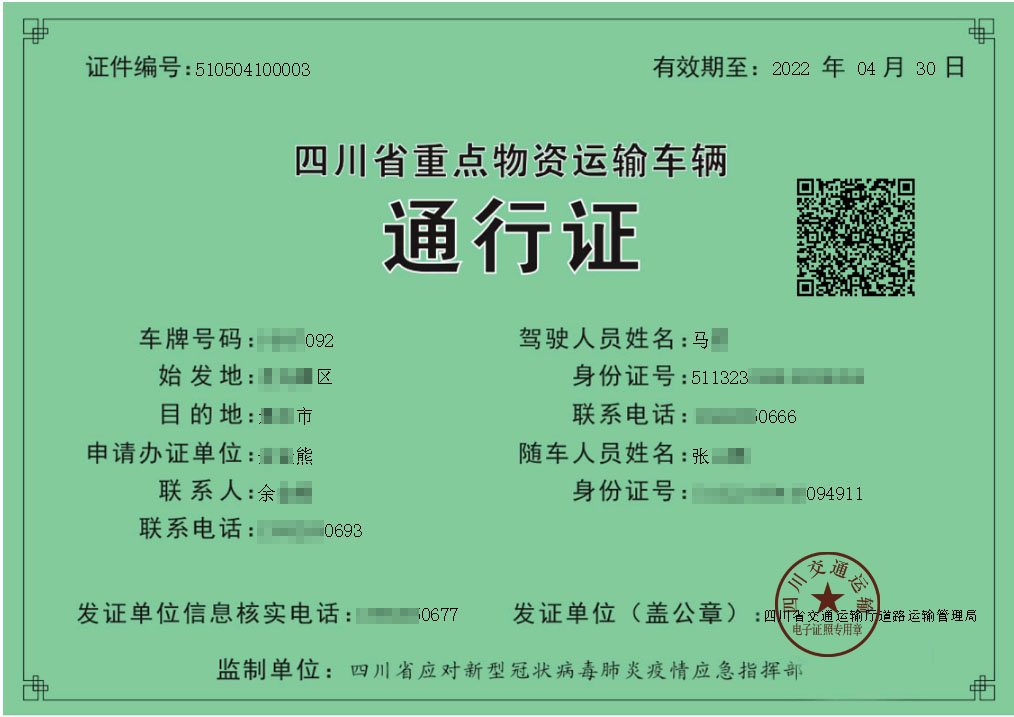 证件编号:510504100003 有效期至: 2022 年 04 月 30 日
四川省重点物资运输车辆
通行证
车牌号码: 092 驾驶人员姓名:马
始发地: 区 身份证号:511323
目的地: 市 联系电话: 0666
申请办证单位: 熊 随车人员姓名:张
联系人:余 身份证号: 094911
联系电话: 0693
四川交通运输
电子证照专用章
发证单位信息核实电话: 0677 发证单位（盖公章）:四川省交通运输厅道路运输管理局
监制单位: 四川省应对新型冠状病毒肺炎疫情应急指挥部